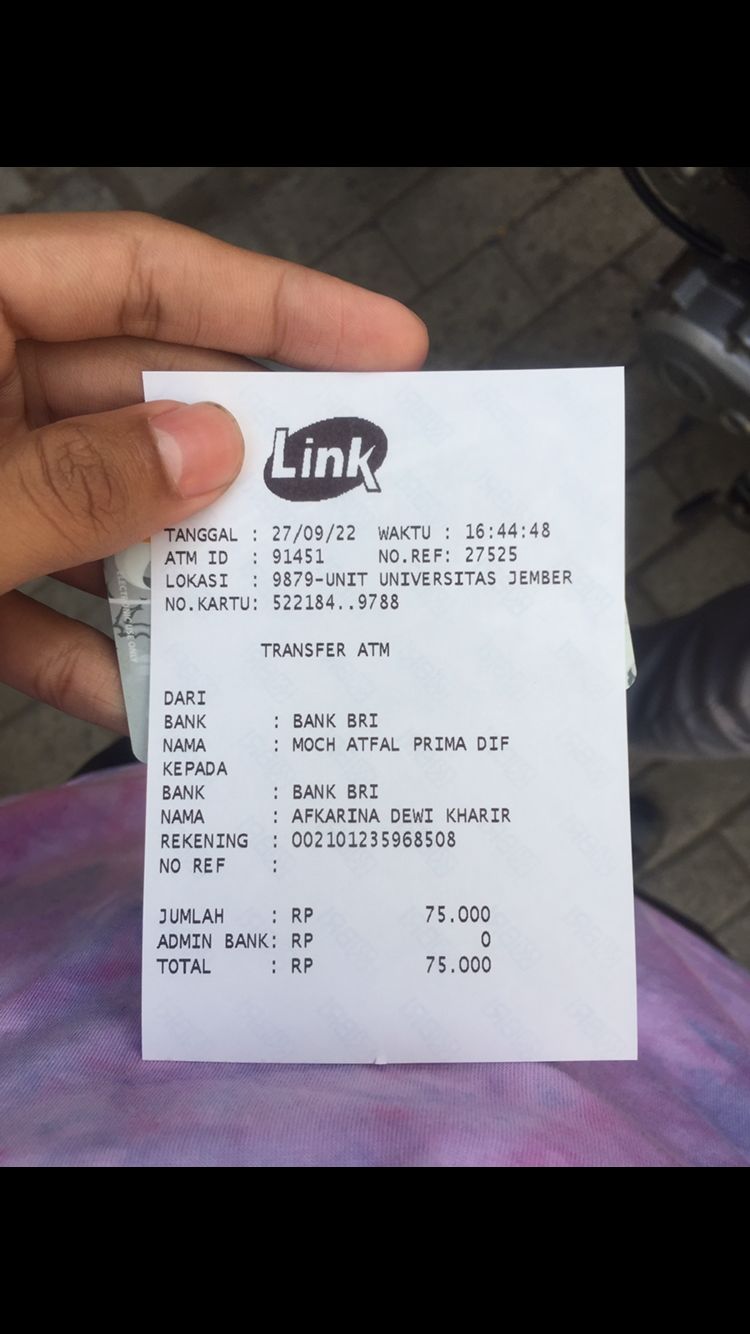 Link
TANGGAL : 27/09/22 WAKTU : 16:44:48
ATM ID : 91451 NO.REF: 27525
LOKASI : 9879-UNIT UNIVERSITAS JEMBER
NO.KARTU: 522184..9788
TRANSFER ATM
DARI
BANK : BANK BRI
NAMA : MOCH ATFAL PRIMA DIF
KEPADA
BANK : BANK BRI
NAMA : AFKARINA DEWI KHARIR
REKENING : 002101235968508
NO REF :
JUMLAH : RP 75.000
ADMIN BANK: RP 0
TOTAL : RP 75.000